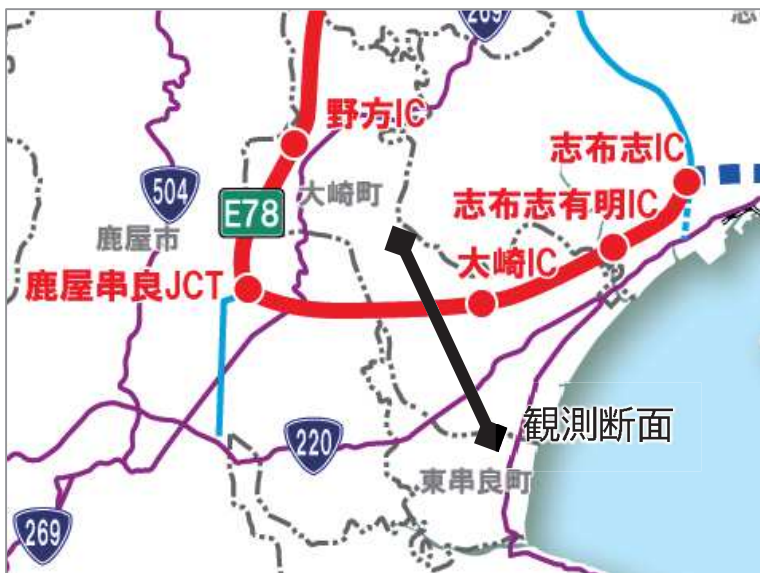 269
志
野方IC
504
大崎町
志布志IC
E78
志布志有明IC
鹿屋市
大崎IC
鹿屋串良JCT
観測断面
220
東串良町
269